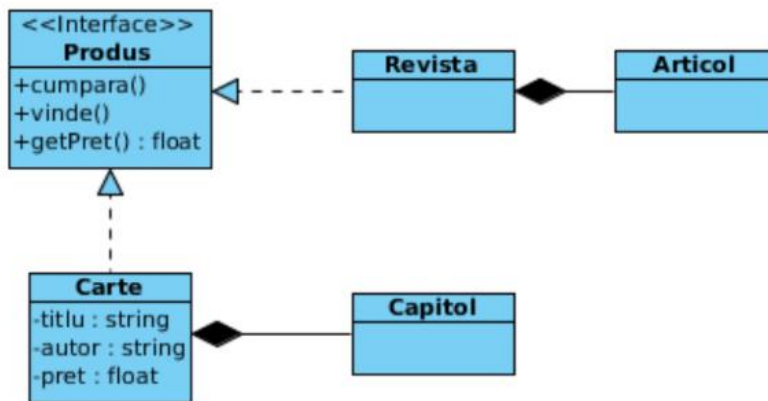 <<Interface>>
Produs
+cumpara()
+vinde()
+getPret() : float
Revista
Articol
Carte
-titlu : string
-autor : string
-pret : float
Capitol